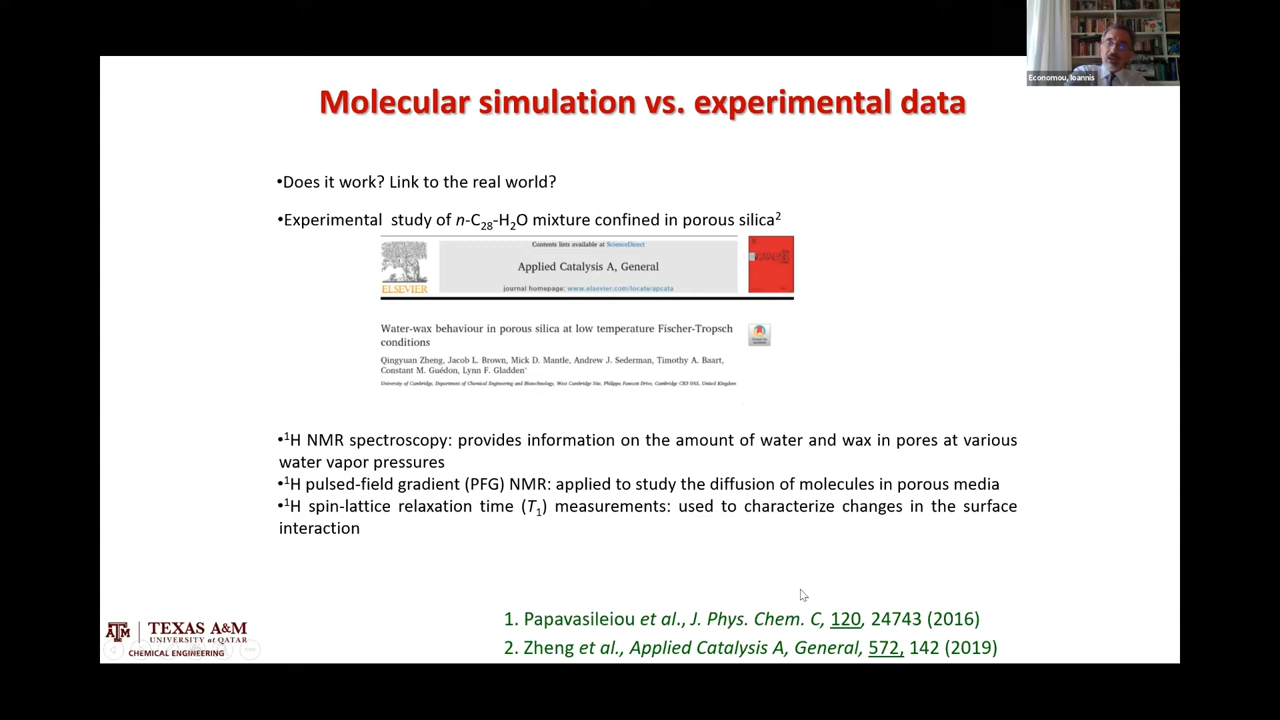 Economou, Ioannis
Molecular simulation vs. experimental data
•Does it work? Link to the real world?
•Experimental study of n-C28-H2O mixture confined in porous silica2
Contents lists available at ScienceDirect
Applied Catalysis A, General
journal homepage: www.elsevier.com/locate/apcata
ELSEVIER
Water-wax behaviour in porous silica at low temperature Fischer-Tropsch
conditions
Qingyuan Zheng, Jacob L. Brown, Mick D. Mantle, Andrew J. Sederman, Timothy A. Baart,
Constant M. Guédon, Lynn F. Gladden*
University of Cambridge, Department of Chemical Engineering and Biotechnology, West Cambridge Site, Philippa Fawcett Drive, Cambridge CB3 0AS, United Kingdom
•1H NMR spectroscopy: provides information on the amount of water and wax in pores at various
water vapor pressures
•1H pulsed-field gradient (PFG) NMR: applied to study the diffusion of molecules in porous media
•1H spin-lattice relaxation time (T1) measurements: used to characterize changes in the surface
interaction
1. Papavasileiou et al., J. Phys. Chem. C, 120, 24743 (2016)
2. Zheng et al., Applied Catalysis A, General, 572, 142 (2019)
ATM
TEXAS A&M
UNIVERSITY at QATAR
CHEMICAL ENGINEERING